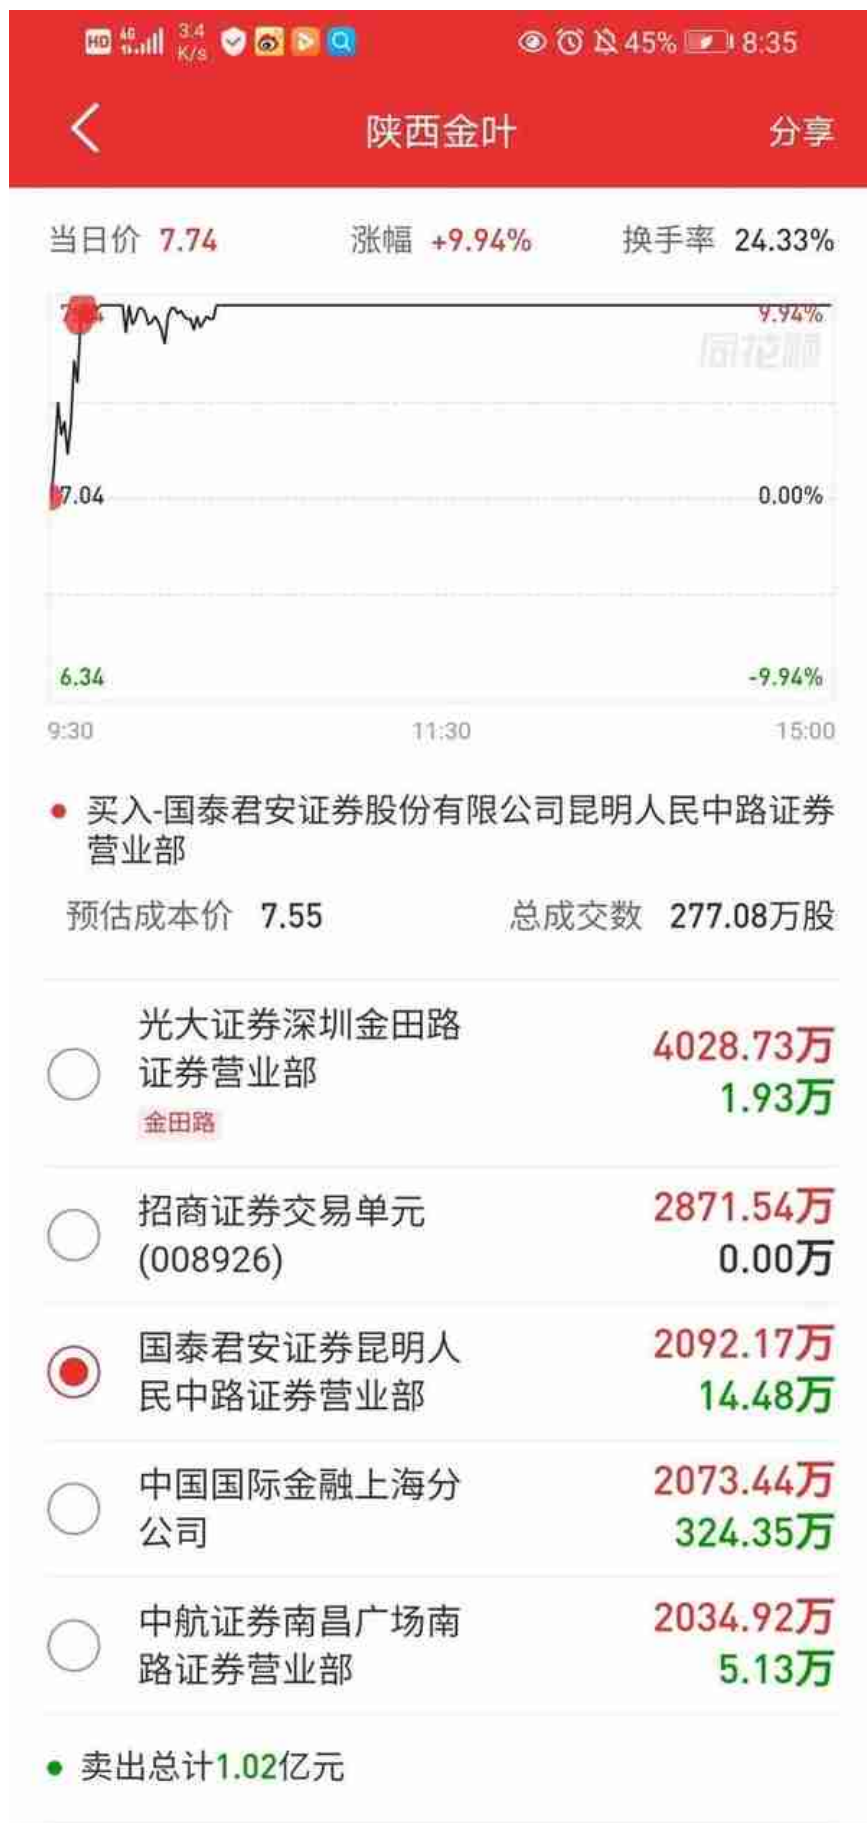 HD 4G 3.4 K/s 45% 8:35
陕西金叶 分享
当日价 7.74 涨幅 +9.94% 换手率 24.33%
9.94%
同花顺
7.04 0.00%
6.34 -9.94%
9:30 11:30 15:00
买入-国泰君安证券股份有限公司昆明人民中路证券
营业部
预估成本价 7.55 总成交数 277.08万股
光大证券深圳金田路 4028.73万
证券营业部 1.93万
金田路
招商证券交易单元 2871.54万
(008926) 0.00万
国泰君安证券昆明人 2092.17万
民中路证券营业部 14.48万
中国国际金融上海分 2073.44万
公司 324.35万
中航证券南昌广场南 2034.92万
路证券营业部 5.13万
卖出总计1.02亿元